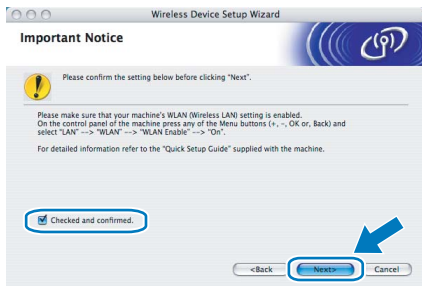 Wireless Device Setup Wizard
Important Notice
Please confirm the setting below before clicking "Next".
Please make sure that your machine's WLAN (Wireless LAN) setting is enabled.
On the control panel of the machine press any of the Menu buttons (+, -, OK or, Back) and
select "LAN" --> "WLAN" --> "WLAN Enable" --> "On".
For detailed information refer to the "Quick Setup Guide" supplied with the machine.
Checked and confirmed.
<Back Next> Cancel